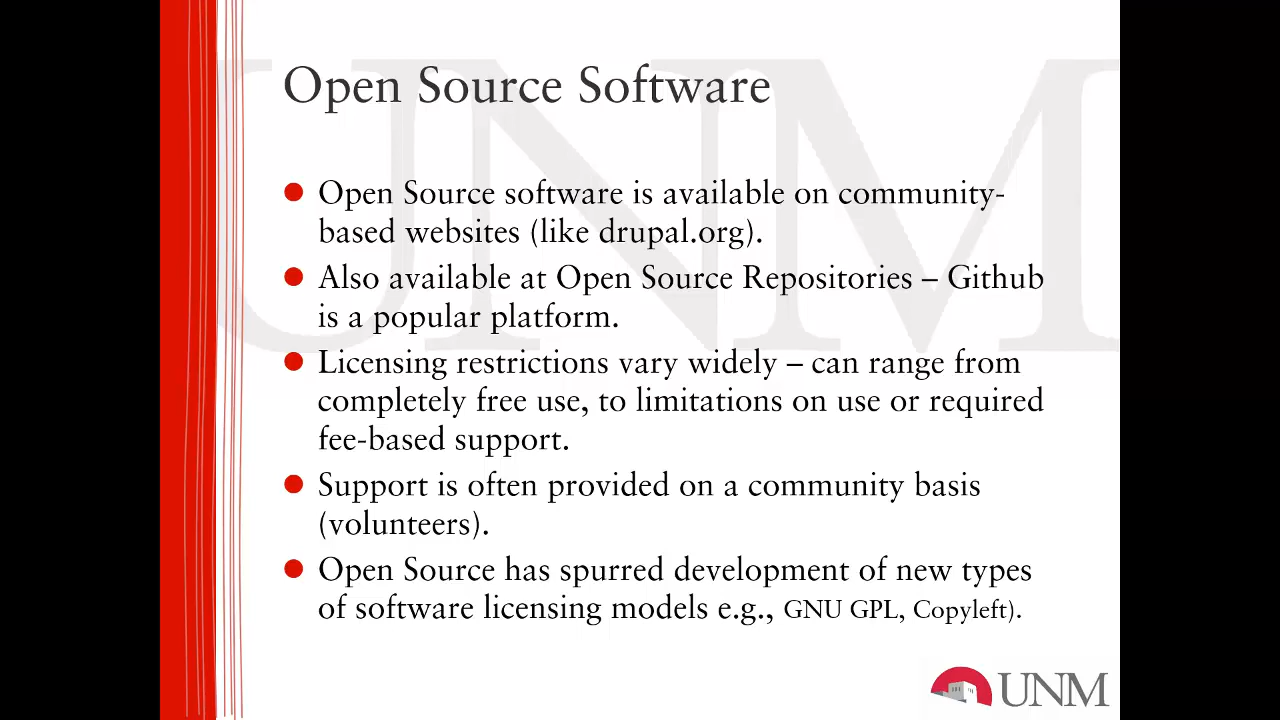 Open Source Software
Open Source software is available on community-
based websites (like drupal.org).
Also available at Open Source Repositories – Github
is a popular platform.
Licensing restrictions vary widely – can range from
completely free use, to limitations on use or required
fee-based support.
Support is often provided on a community basis
(volunteers).
Open Source has spurred development of new types
of software licensing models e.g., GNU GPL, Copyleft).
UNM